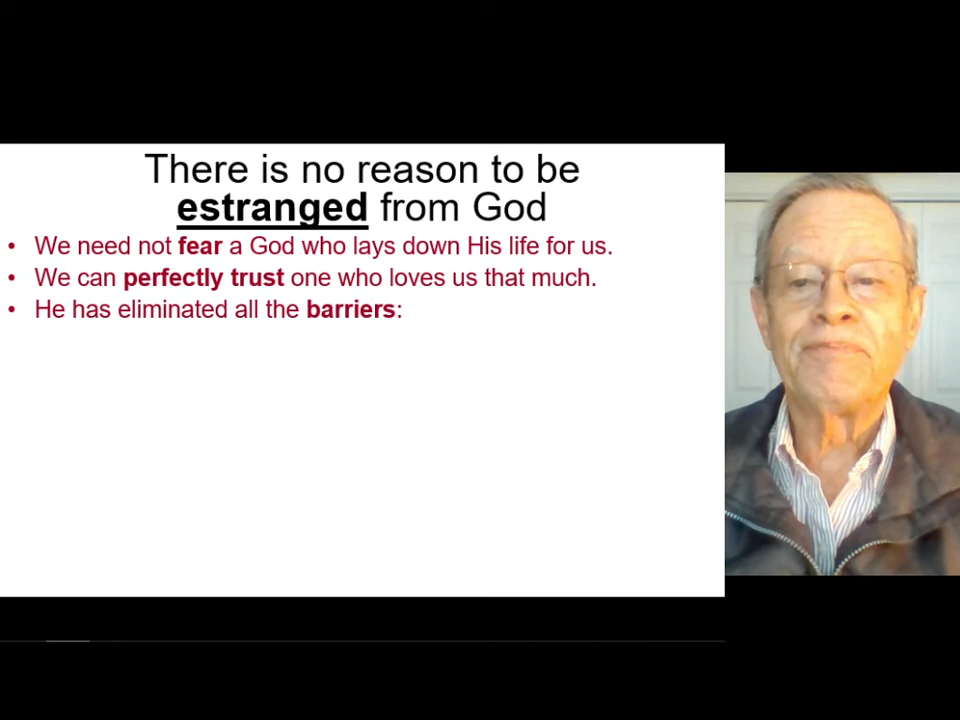 There is no reason to be
estranged from God
• We need not fear a God who lays down His life for us.
• We can perfectly trust one who loves us that much.
• He has eliminated all the barriers: